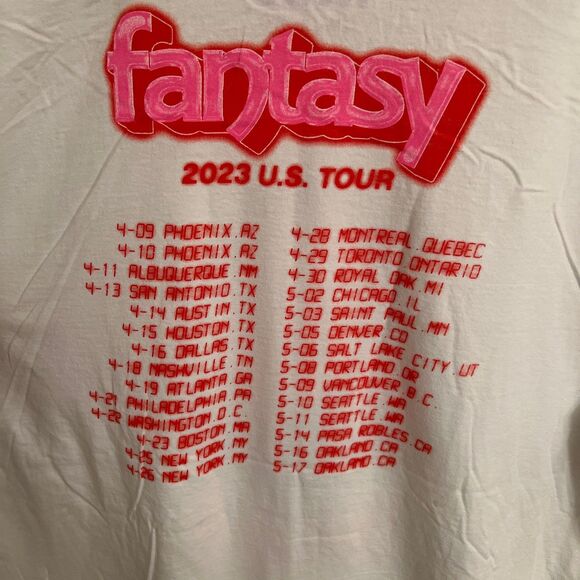 fantasy
2023 U.S. TOUR
4-09 PHOENIX.AZ
4-10 PHOENIX.AZ
4-11 ALBUQUERQUE.NM
4-13 SAN ANTONIO.TX
4-14 AUSTIN.TX
4-15 HOUSTON.TX
4-16 DALLAS.TX
4-18 NASHVILLE.TN
4-19 ATLANTA.GA
4-21 PHILADELPHIA.PA
4-22 WASHINGTON.D.C.
4-23 BOSTON.MA
4-25 NEW YORK.NY
4-26 NEW YORK.NY
4-28 MONTREAL.QUEBEC
4-29 TORONTO ONTARIO
4-30 ROYAL OAK.MI
5-02 CHICAGO.IL
5-03 SAINT PAUL.MN
5-05 DENVER.CO
5-06 SALT LAKE CITY.UT
5-08 PORTLAND.OR
5-09 VANCOUVER B.C.
5-10 SEATTLE.WA
5-11 SEATTLE.WA
5-14 PASA ROBLES.CA
5-16 OAKLAND.CA
5-17 OAKLAND.CA